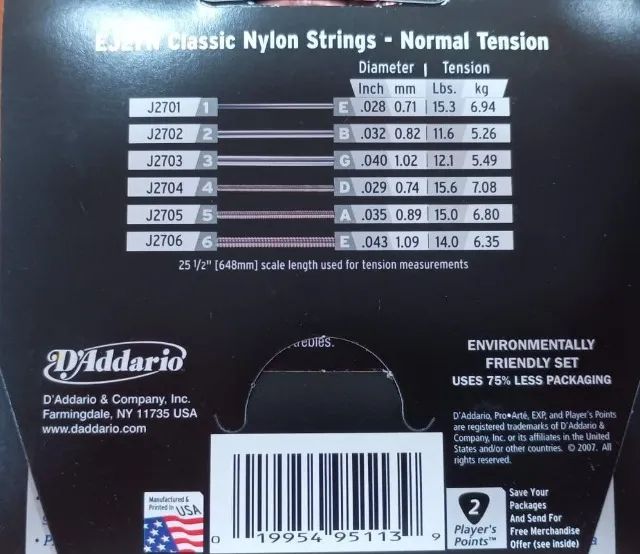 Classic Nylon Strings - Normal Tension
Diameter | Tension
Inch mm Lbs. kg
J2701 1 E .028 0.71 15.3 6.94
J2702 2 B .032 0.82 11.6 5.26
J2703 3 G .040 1.02 12.1 5.49
J2704 4 D .029 0.74 15.6 7.08
J2705 5 A .035 0.89 15.0 6.80
J2706 6 E .043 1.09 14.0 6.35
25 1/2" [648mm] scale length used for tension measurements
trebles.
D'Addario
D'Addario & Company, Inc.
Farmingdale, NY 11735 USA
www.daddario.com
ENVIRONMENTALLY
FRIENDLY SET
USES 75% LESS PACKAGING
D'Addario, Pro•Arté, EXP, and Player's Points
are registered trademarks of D'Addario &
Company, Inc. or its affiliates in the United
States and/or other countries. © 2007. All
rights reserved.
Manufactured &
Printed in USA
0 19954 95113 9
2
Player's
Points™
Save Your
Packages
And Send For
Free Merchandise
Offer (see inside)